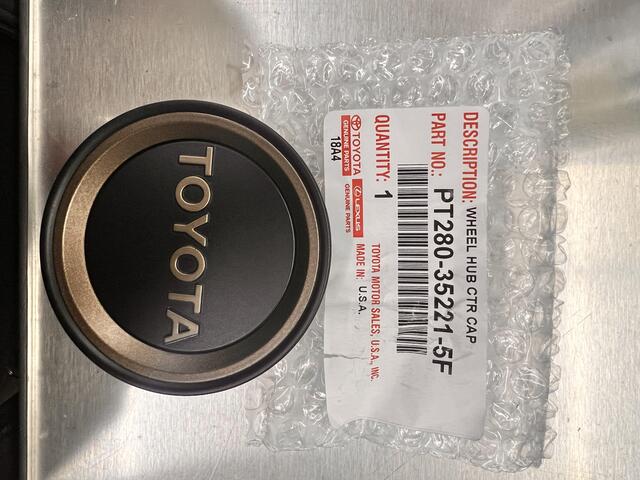 TOYOTA
DESCRIPTION: WHEEL HUB CTR CAP
PART NO.: PT280-35221-5F
QUANTITY: 1
TOYOTA MOTOR SALES, U.S.A., INC.
MADE IN: U.S.A.
TOYOTA
GENUINE PARTS
LEXUS
GENUINE PARTS
18A4